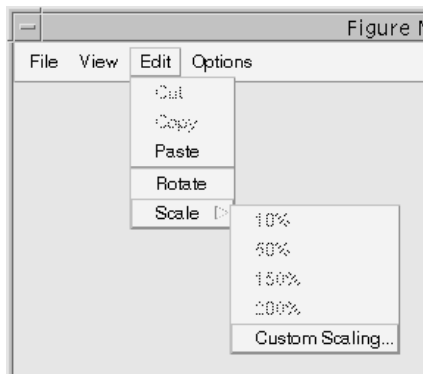 Figure
File View Edit Options
Cut
Copy
Paste
Rotate
Scale
10%
50%
150%
200%
Custom Scaling...